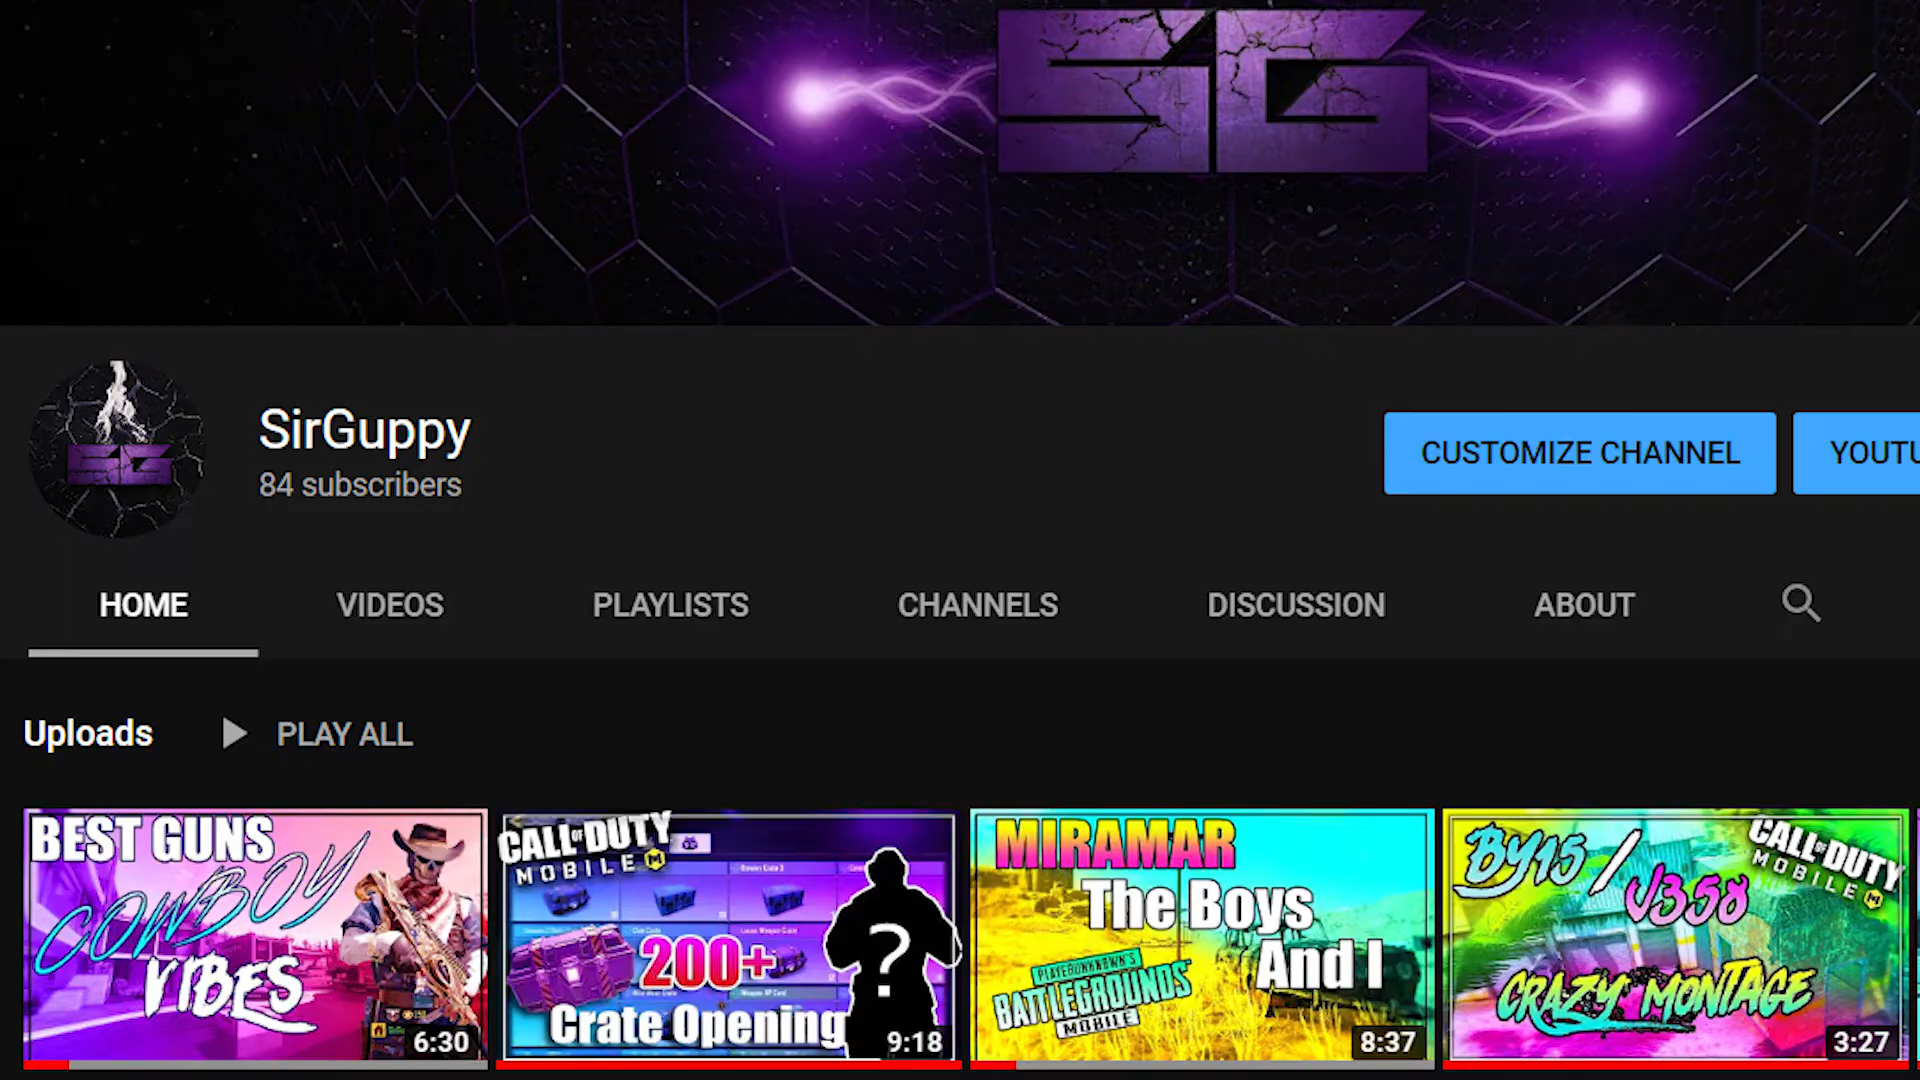 SG
SirGuppy
84 subscribers
CUSTOMIZE CHANNEL
YOUTU
HOME
VIDEOS
PLAYLISTS
CHANNELS
DISCUSSION
ABOUT
Uploads
PLAY ALL
BEST GUNS
COWBOY
VIBES
6:30
CALL OF DUTY
MOBILE
200+
?
Crate Opening
9:18
MIRAMAR
The Boys
And I
PLAYERUNKNOWN'S
BATTLEGROUNDS
MOBILE
8:37
BY15 / J358
CALL OF DUTY
MOBILE
CRAZY MONTAGE
3:27